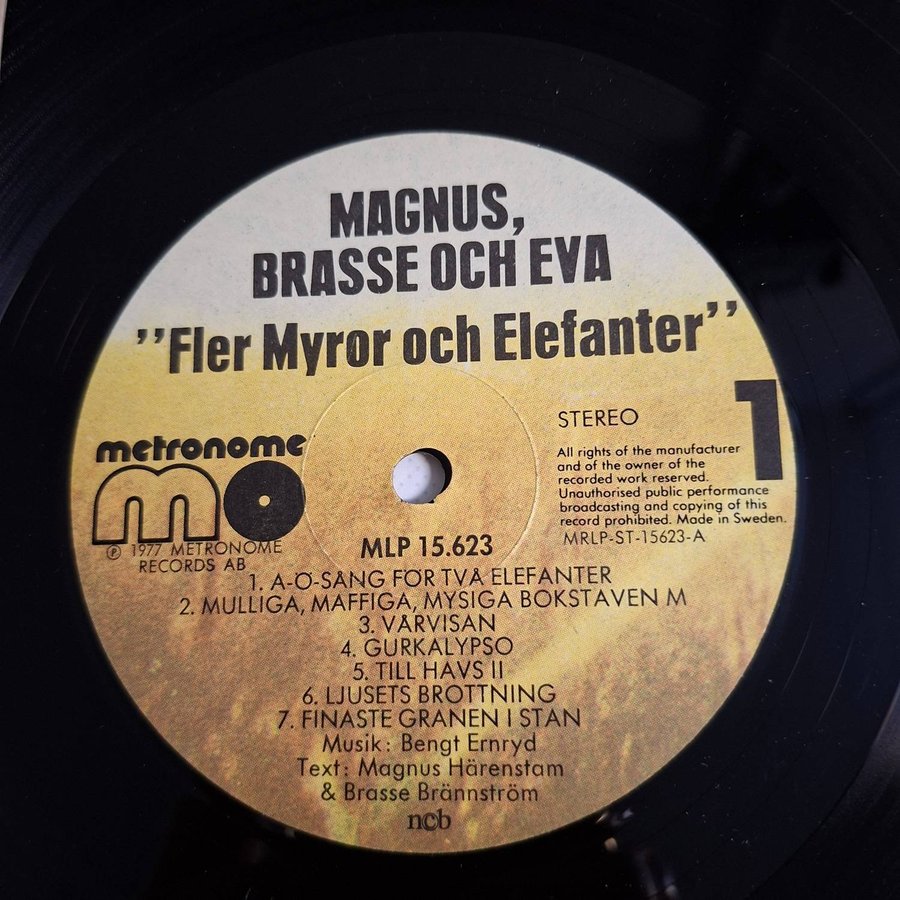 MAGNUS,
BRASSE OCH EVA
”Fler Myror och Elefanter”
1
STEREO
All rights of the manufacturer
and of the owner of the
recorded work reserved.
Unauthorised public performance
broadcasting and copying of this
record prohibited. Made in Sweden.
MRLP-ST-15623-A
metronome
mo
℗ 1977 METRONOME
RECORDS AB
MLP 15.623
1. A-Ö-SÅNG FÖR TVÅ ELEFANTER
2. MULLIGA, MAFFIGA, MYSIGA BOKSTAVEN M
3. VÅRVISAN
4. GURKALYPSO
5. TILL HAVS II
6. LJUSETS BROTTNING
7. FINASTE GRANEN I STAN
Musik: Bengt Ernryd
Text: Magnus Härenstam
& Brasse Brännström
ncb